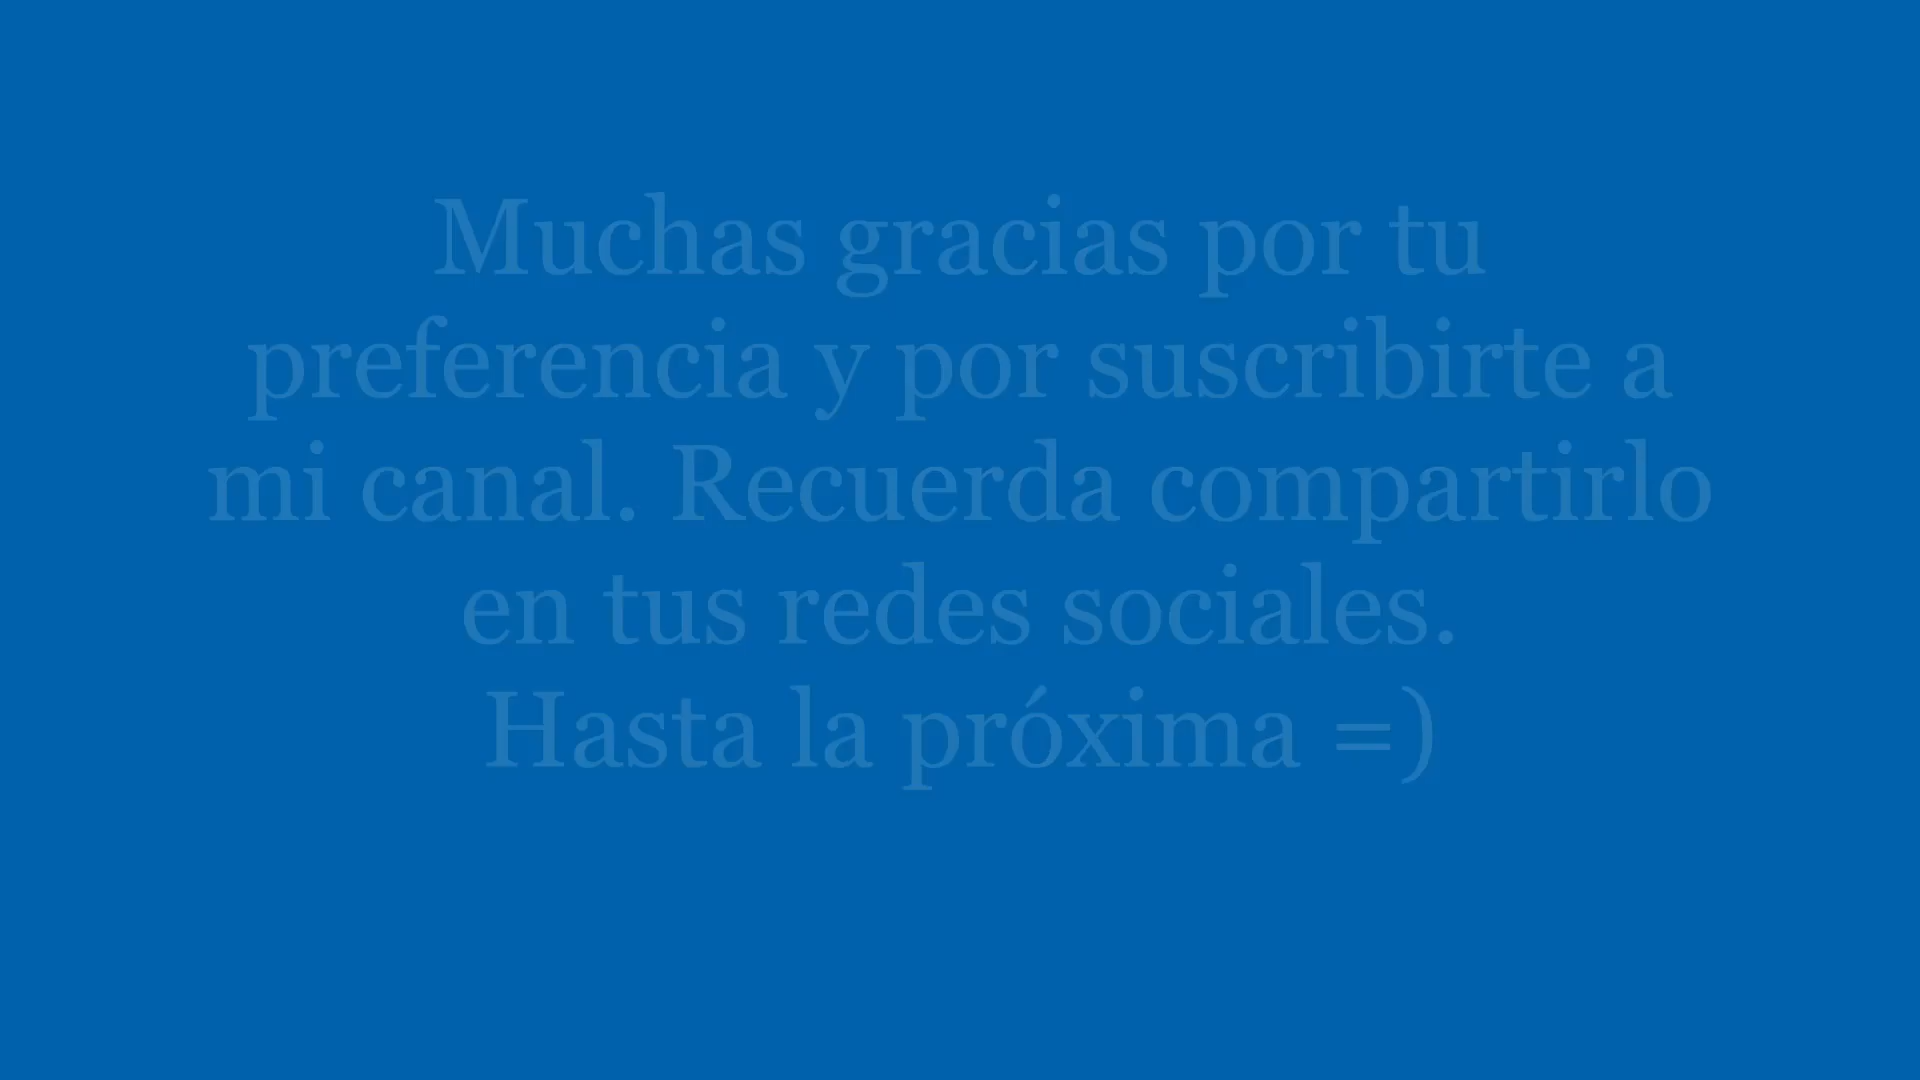 Muchas gracias por tu
preferencia y por suscribirte a
mi canal. Recuerda compartirlo
en tus redes sociales.
Hasta la próxima =)